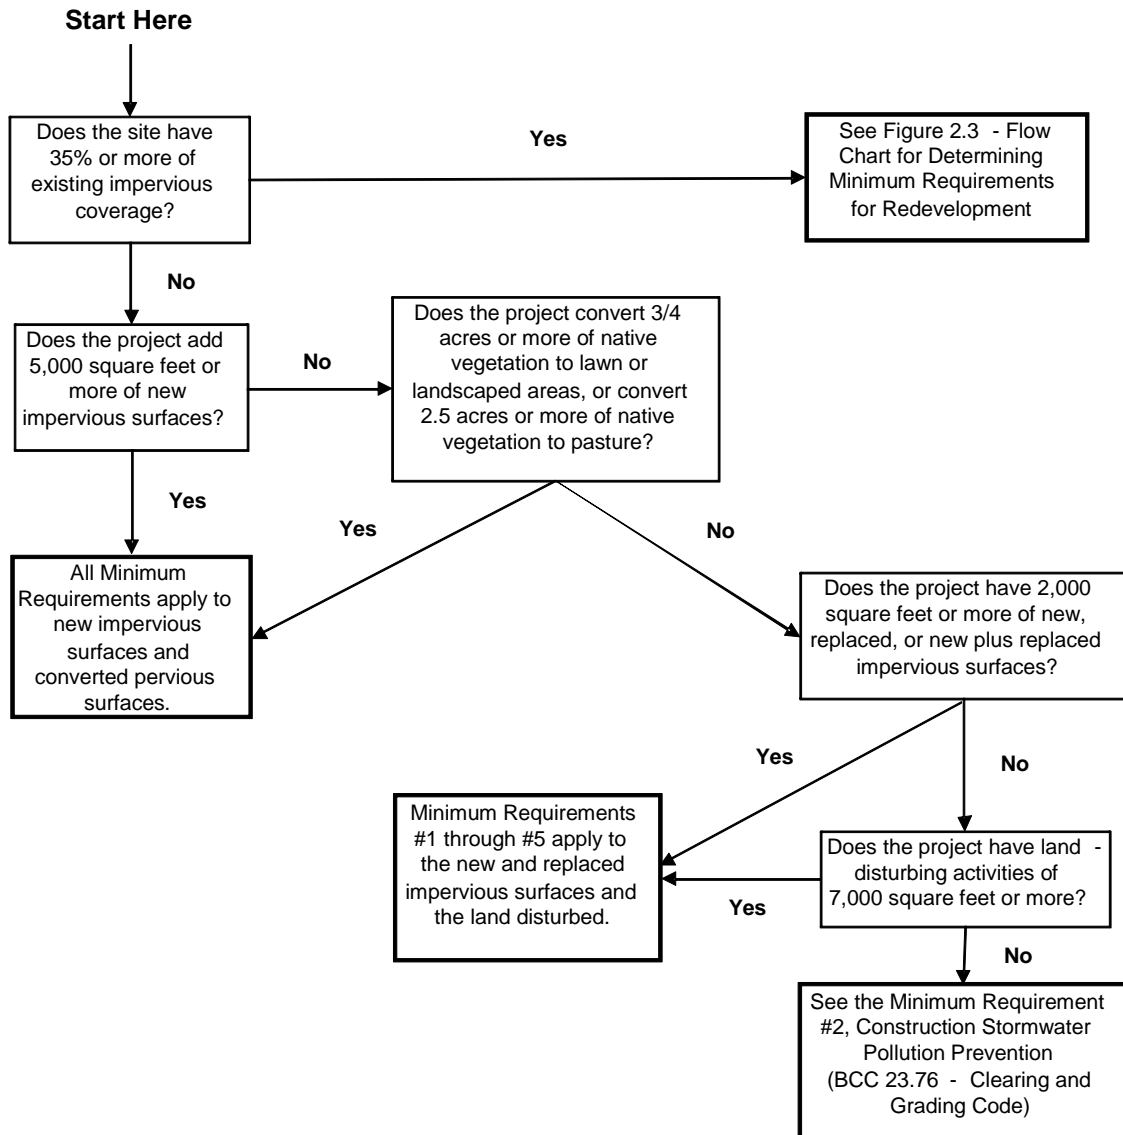 Start Here
Does the site have
35% or more of
existing impervious
coverage?
Yes
See Figure 2.3 - Flow
Chart for Determining
Minimum Requirements
for Redevelopment
No
Does the project add
5,000 square feet or
more of new
impervious surfaces?
No
Does the project convert 3/4
acres or more of native
vegetation to lawn or
landscaped areas, or convert
2.5 acres or more of native
vegetation to pasture?
Yes
Yes
No
All Minimum
Requirements apply to
new impervious
surfaces and
converted pervious
surfaces.
Does the project have 2,000
square feet or more of new,
replaced, or new plus replaced
impervious surfaces?
Yes
No
Minimum Requirements
#1 through #5 apply to
the new and replaced
impervious surfaces and
the land disturbed.
Does the project have land -
disturbing activities of
7,000 square feet or more?
Yes
No
See the Minimum Requirement
#2, Construction Stormwater
Pollution Prevention
(BCC 23.76 - Clearing and
Grading Code)